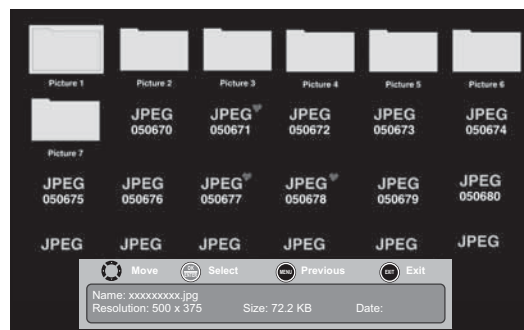 Picture 1 Picture 2 Picture 3 Picture 4 Picture 5 Picture 6
JPEG JPEG JPEG JPEG JPEG
050670 050671 050672 050673 050674
Picture 7
JPEG JPEG JPEG JPEG JPEG JPEG
050675 050676 050677 050678 050679 050680
JPEG JPEG JPEG JPEG JPEG JPEG
Move Select MENU Previous EXIT Exit
Name: xxxxxxxxx.jpg
Resolution: 500 x 375 Size: 72.2 KB Date: